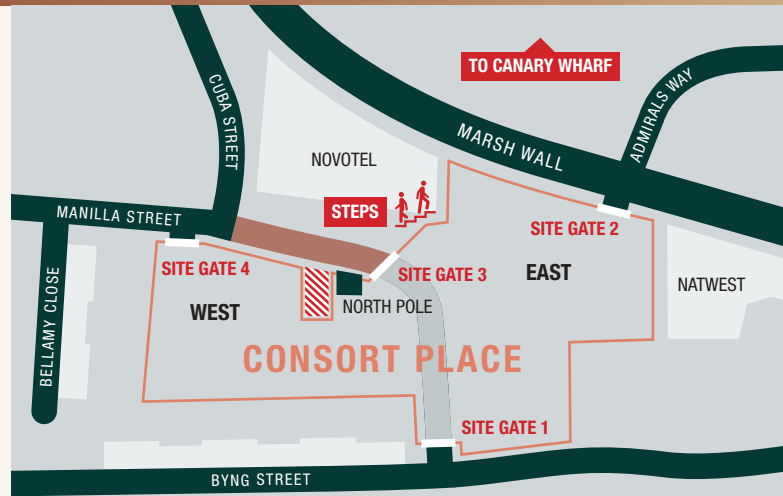 TO CANARY WHARF
CUBA STREET
ADMIRALS WAY
MARSH WALL
NOVOTEL
STEPS
MANILLA STREET
SITE GATE 2
SITE GATE 4
SITE GATE 3
EAST
NATWEST
WEST
NORTH POLE
BELLAMY CLOSE
CONSORT PLACE
SITE GATE 1
BYNG STREET